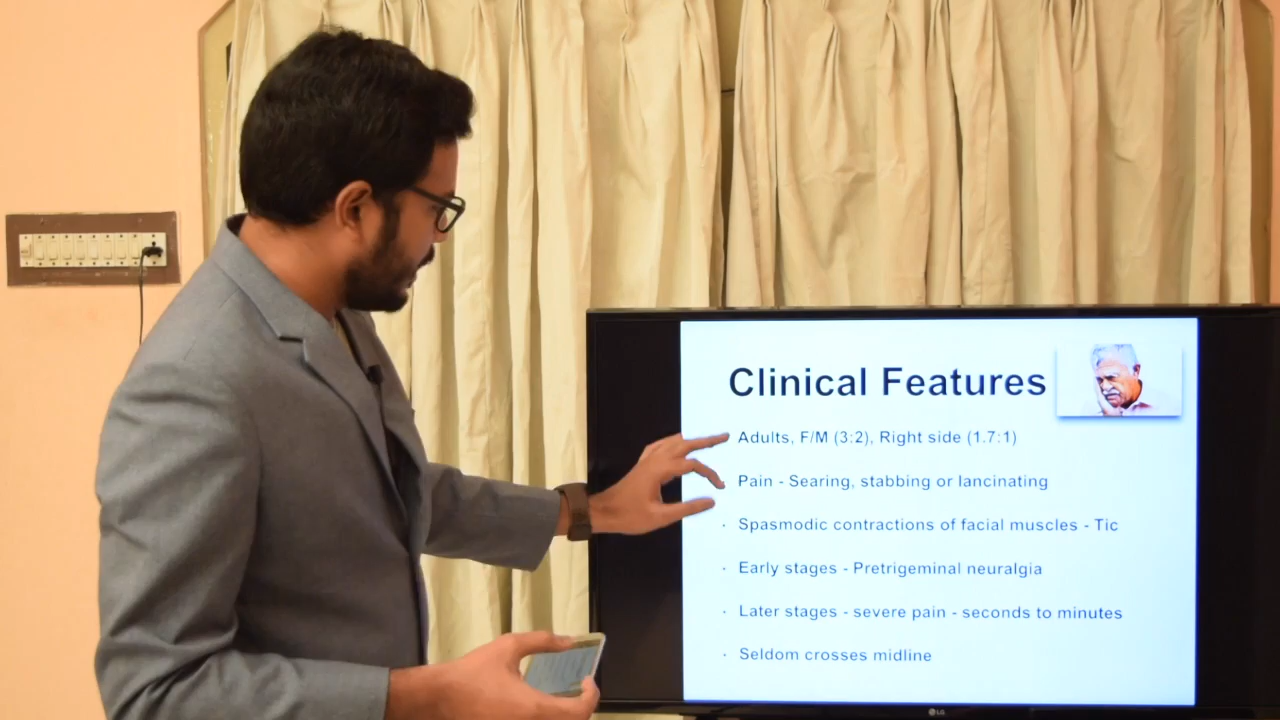 Clinical Features
Adults, F/M (3:2), Right side (1.7:1)
· Pain - Searing, stabbing or lancinating
· Spasmodic contractions of facial muscles - Tic
· Early stages - Pretrigeminal neuralgia
· Later stages - severe pain - seconds to minutes
· Seldom crosses midline
LG